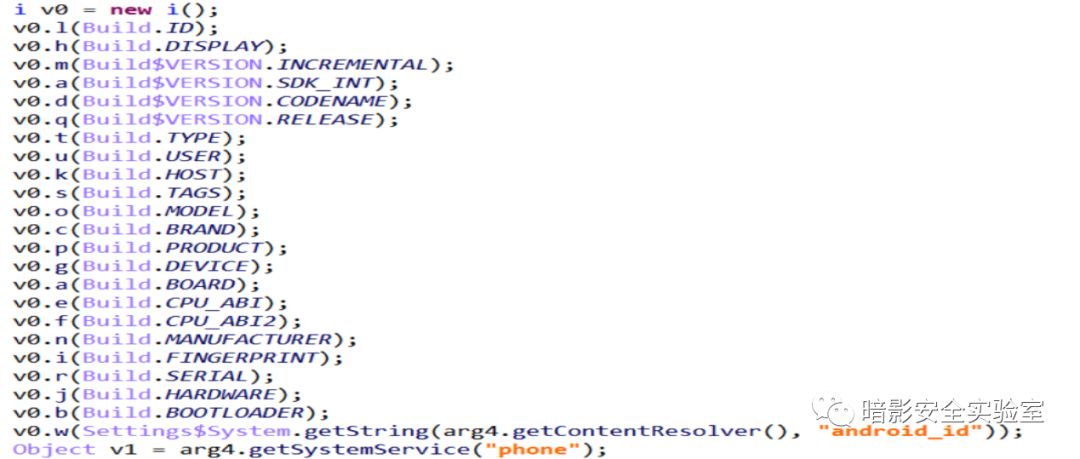 i v0 = new i();
v0.l(Build.ID);
v0.h(Build.DISPLAY);
v0.m(Build$VERSION.INCREMENTAL);
v0.a(Build$VERSION.SDK_INT);
v0.d(Build$VERSION.CODENAME);
v0.q(Build$VERSION.RELEASE);
v0.t(Build.TYPE);
v0.u(Build.USER);
v0.k(Build.HOST);
v0.s(Build.TAGS);
v0.o(Build.MODEL);
v0.c(Build.BRAND);
v0.p(Build.PRODUCT);
v0.g(Build.DEVICE);
v0.a(Build.BOARD);
v0.e(Build.CPU_ABI);
v0.f(Build.CPU_ABI2);
v0.n(Build.MANUFACTURER);
v0.i(Build.FINGERPRINT);
v0.r(Build.SERIAL);
v0.j(Build.HARDWARE);
v0.b(Build.BOOTLOADER);
暗影安全实验室
v0.w(Settings$System.getString(arg4.getContentResolver(), "android_id"));
Object v1 = arg4.getSystemService("phone");